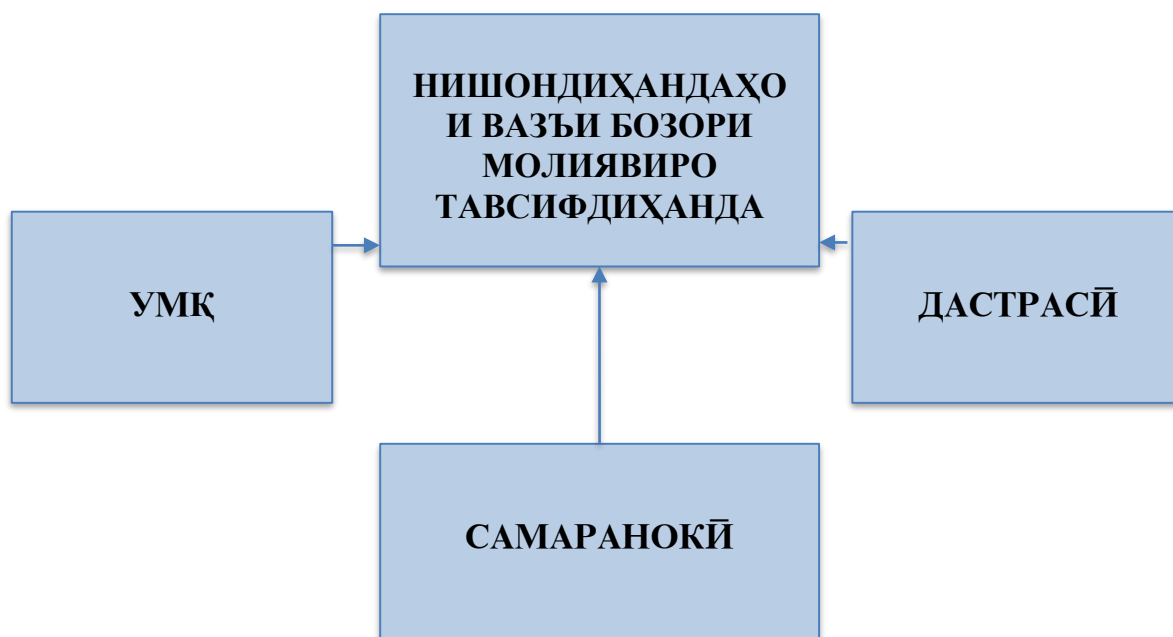 НИШОНДИҲАНДАҲО
И ВАЗЪИ БОЗОРИ
МОЛИЯВИРО
ТАВСИФДИҲАНДА
УМҚ
ДАСТРАСӢ
САМАРАНОКӢ